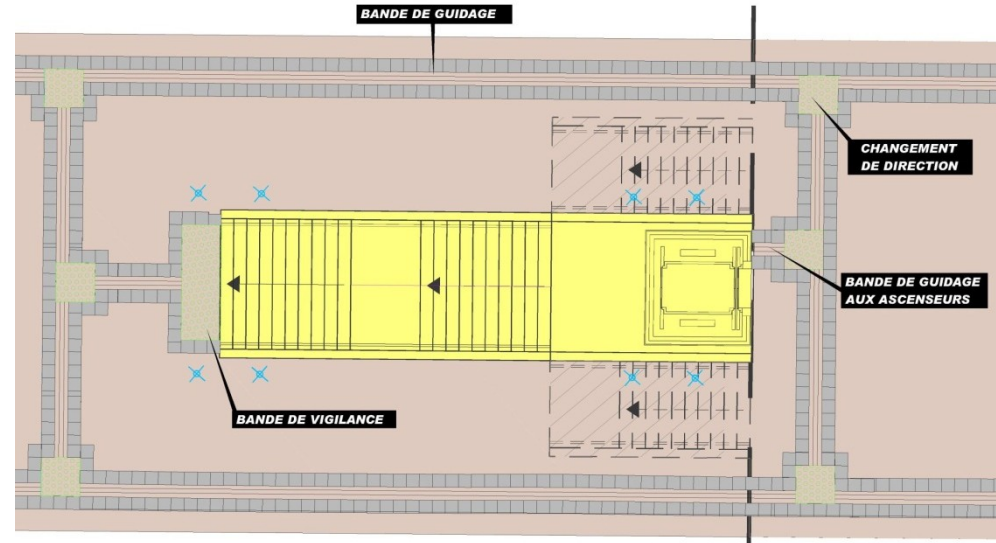 BANDE DE GUIDAGE
CHANGEMENT
DE DIRECTION
BANDE DE GUIDAGE
AUX ASCENSEURS
BANDE DE VIGILANCE